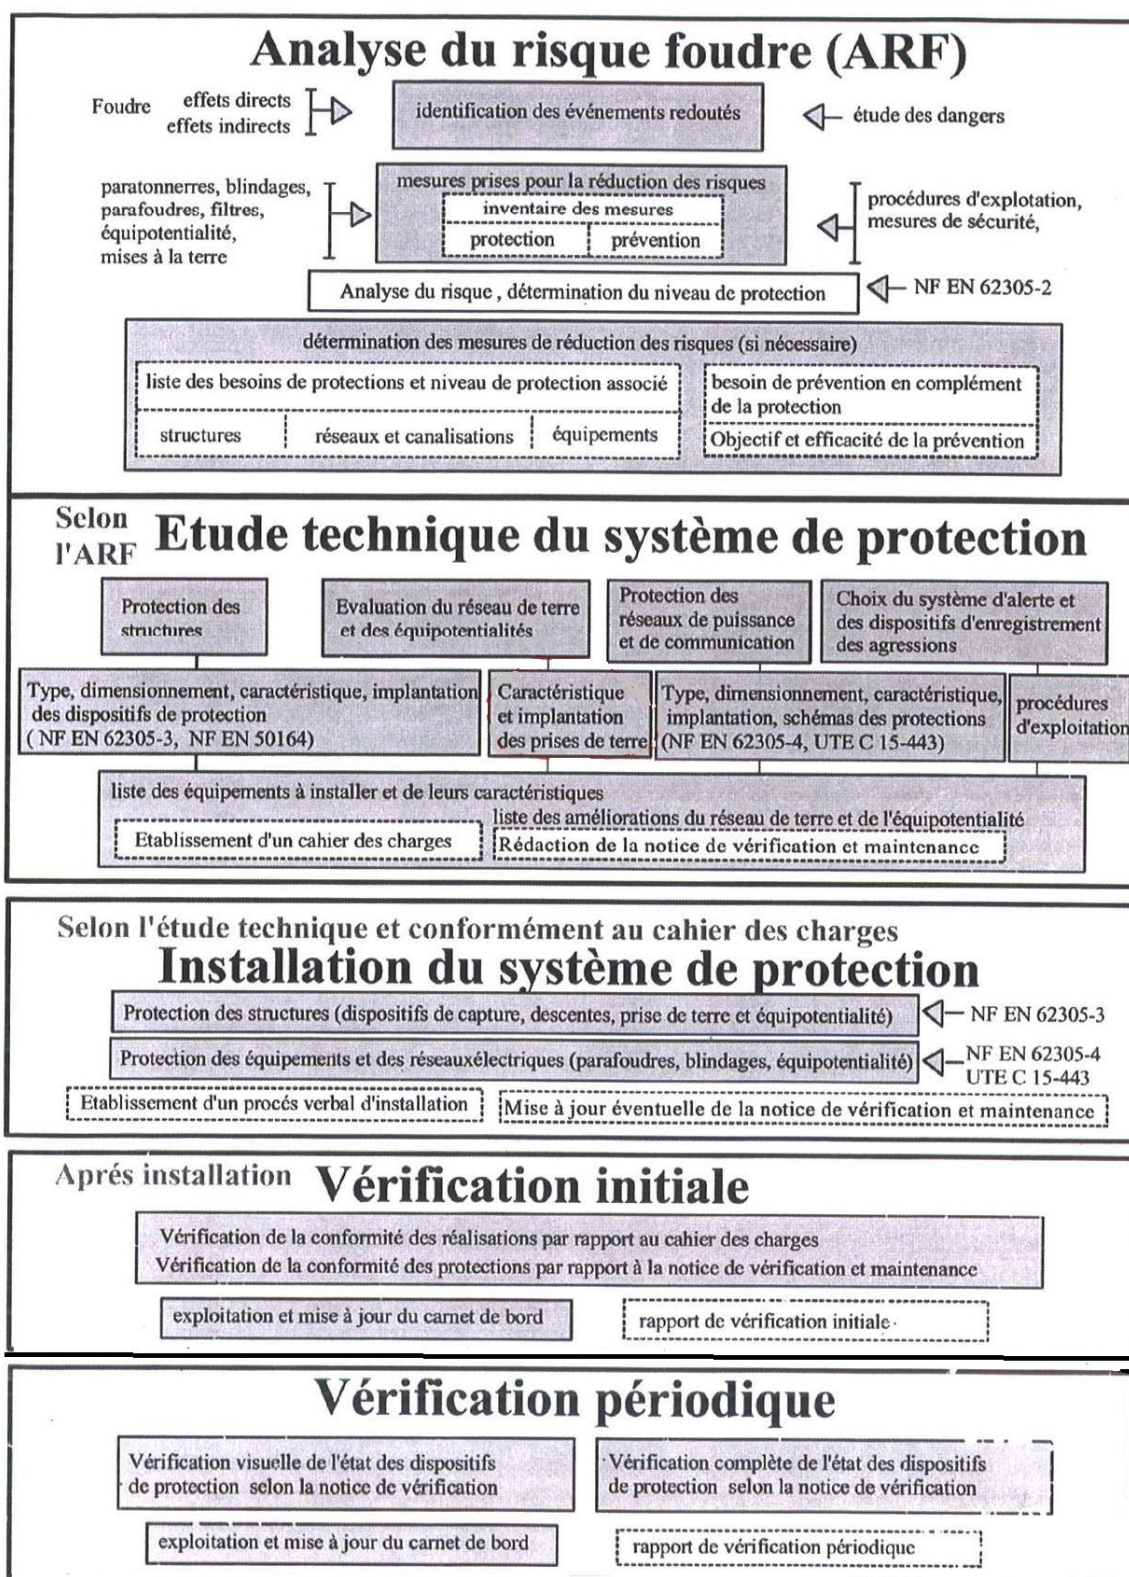 Analyse du risque foudre (ARF)
Foudre
effets directs
effets indirects
identification des événements redoutés
étude des dangers
paratonnerres, blindages,
parafoudres, filtres,
équipotentialité,
mises à la terre
mesures prises pour la réduction des risques
inventaire des mesures
protection
prévention
procédures d'explotation,
mesures de sécurité,
Analyse du risque , détermination du niveau de protection
NF EN 62305-2
détermination des mesures de réduction des risques (si nécessaire)
liste des besoins de protections et niveau de protection associé
structures
réseaux et canalisations
équipements
besoin de prévention en complément
de la protection
Objectif et efficacité de la prévention
Selon
l'ARF
Etude technique du système de protection
Protection des
structures
Evaluation du réseau de terre
et des équipotentialités
Protection des
réseaux de puissance
et de communication
Choix du système d'alerte et
des dispositifs d'enregistrement
des agressions
Type, dimensionnement, caractéristique, implantation
des dispositifs de protection
( NF EN 62305-3, NF EN 50164)
Caractéristique
et implantation
des prises de terre
Type, dimensionnement, caractéristique,
implantation, schémas des protections
(NF EN 62305-4, UTE C 15-443)
procédures
d'exploitation
liste des équipements à installer et de leurs caractéristiques
liste des améliorations du réseau de terre et de l'équipotentialité
Etablissement d'un cahier des charges
Rédaction de la notice de vérification et maintenance
Selon l'étude technique et conformément au cahier des charges
Installation du système de protection
Protection des structures (dispositifs de capture, descentes, prise de terre et équipotentialité)
NF EN 62305-3
Protection des équipements et des réseauxélectriques (parafoudres, blindages, équipotentialité)
NF EN 62305-4
UTE C 15-443
Etablissement d'un procés verbal d'installation
Mise à jour éventuelle de la notice de vérification et maintenance
Aprés installation
Vérification initiale
Vérification de la conformité des réalisations par rapport au cahier des charges
Vérification de la conformité des protections par rapport à la notice de vérification et maintenance
exploitation et mise à jour du carnet de bord
rapport de vérification initiale
Vérification périodique
Vérification visuelle de l'état des dispositifs
de protection selon la notice de vérification
Vérification complète de l'état des dispositifs
de protection selon la notice de vérification
exploitation et mise à jour du carnet de bord
rapport de vérification périodique